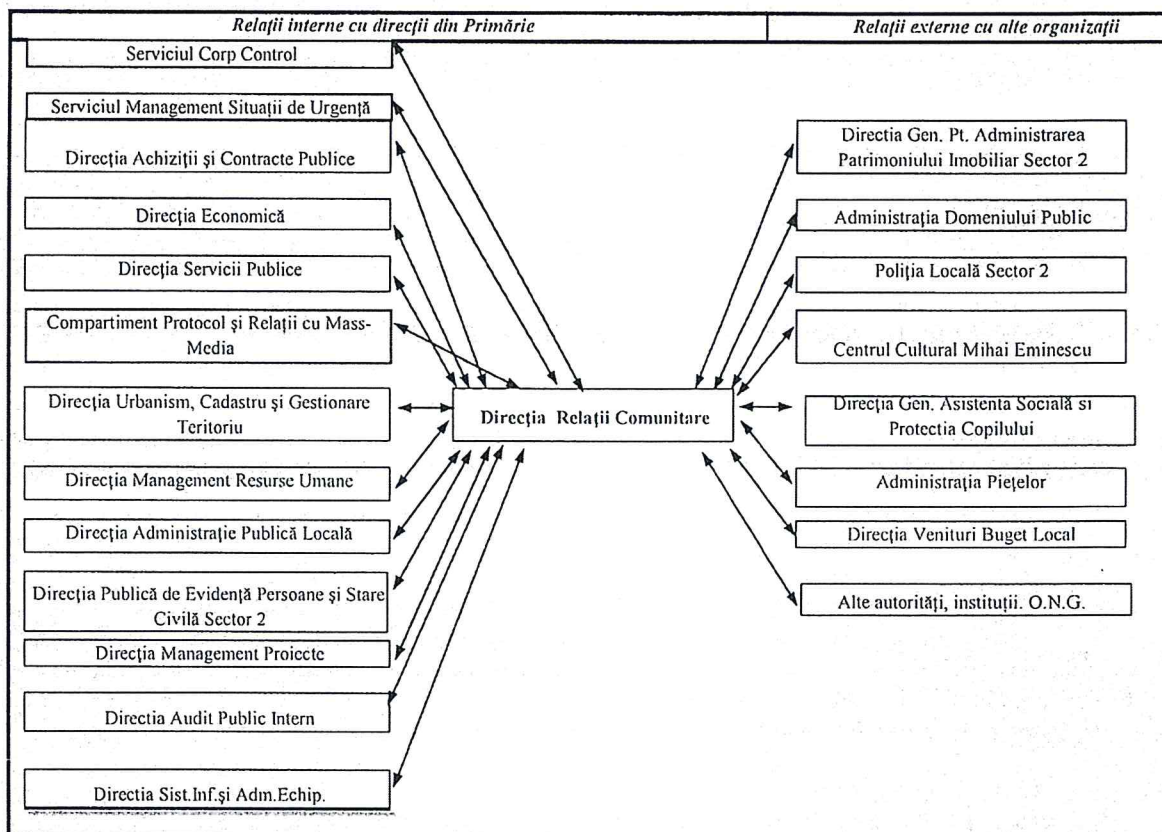 Relații interne cu direcții din Primărie
Relații externe cu alte organizații
Serviciul Corp Control
Serviciul Management Situații de Urgență
Direcția Achiziții și Contracte Publice
Direcția Economică
Direcția Servicii Publice
Compartiment Protocol și Relații cu Mass-
Media
Direcția Urbanism, Cadastru și Gestionare
Teritoriu
Direcția Management Resurse Umane
Direcția Administrație Publică Locală
Direcția Publică de Evidență Persoane și Stare
Civilă Sector 2
Direcția Management Proiecte
Directia Audit Public Intern
Directia Sist.Inf.și Adm.Echip.
Direcția Relații Comunitare
Directia Gen. Pt. Administrarea
Patrimoniului Imobiliar Sector 2
Administrația Domeniului Public
Poliția Locală Sector 2
Centrul Cultural Mihai Eminescu
Direcția Gen. Asistenta Socială si
Protectia Copilului
Administrația Piețelor
Direcția Venituri Buget Local
Alte autorități, instituții. O.N.G.